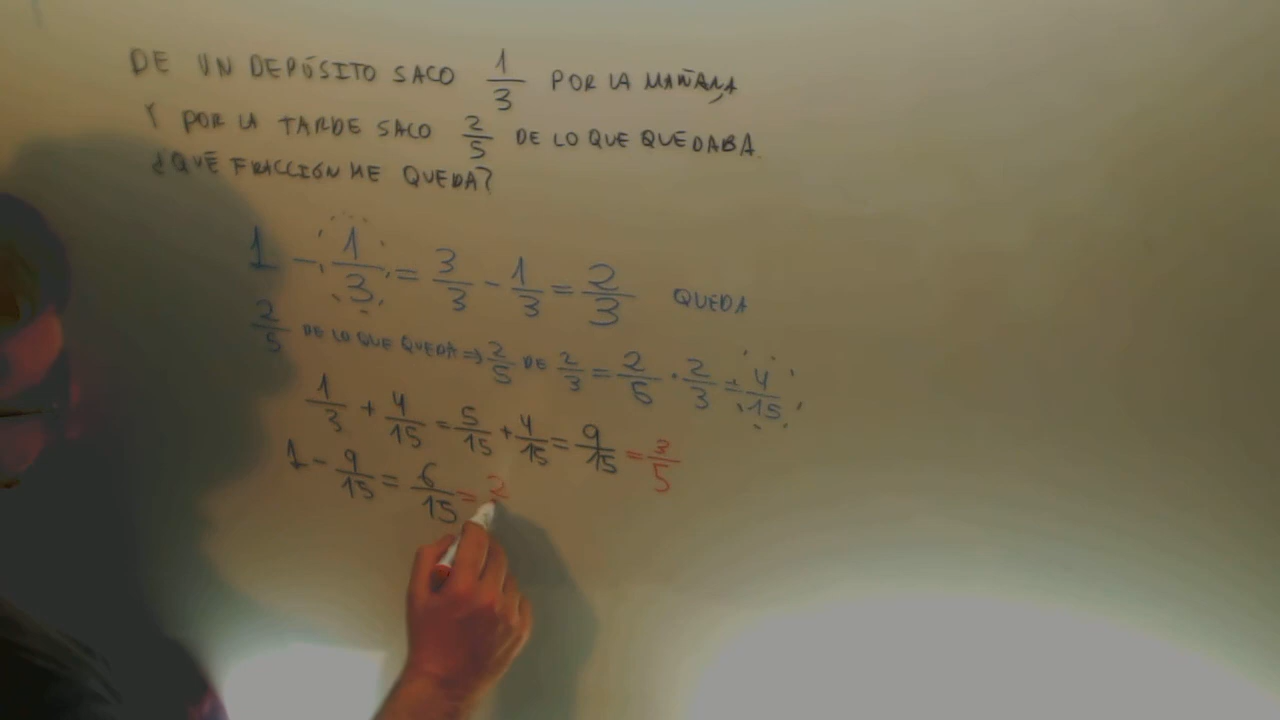 DE UN DEPÓSITO SACO 1/3 POR LA MAÑANA
Y POR LA TARDE SACO 2/5 DE LO QUE QUEDABA.
¿QUÉ FRACCIÓN ME QUEDA?
1 - 1/3 = 3/3 - 1/3 = 2/3 QUEDA
2/5 DE LO QUE QUEDA ⇒ 2/5 DE 2/3 = 2/5 · 2/3 = 4/15
1/3 + 4/15 = 5/15 + 4/15 = 9/15 = 3/5
1 - 9/15 = 6/15 = 2